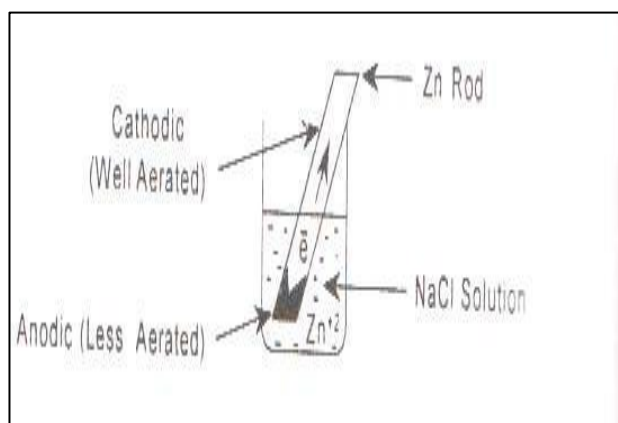 Zn Rod
Cathodic
(Well Aerated)
ē
NaCl Solution
Anodic (Less Aerated)
Zn⁺²